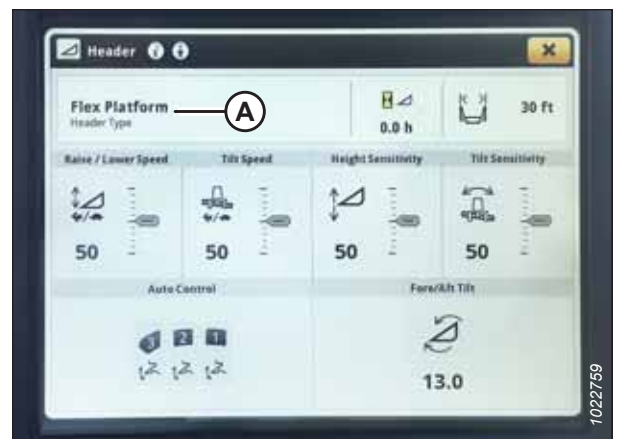 Header
Flex Platform
Header Type
A
0.0 h
30 ft
Raise / Lower Speed
Tilt Speed
Height Sensitivity
Tilt Sensitivity
50
50
50
50
Auto Control
Fore/Aft Tilt
3 2 1
13.0
1022759